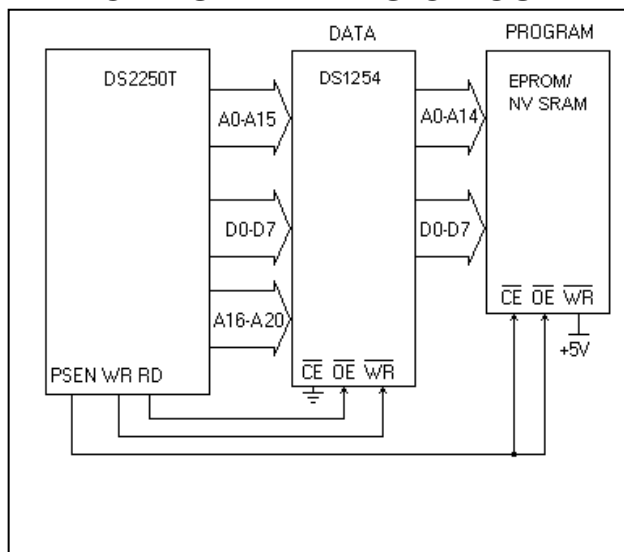 DATA
PROGRAM
DS2250T
DS1254
EPROM/
NV SRAM
A0-A15
A0-A14
D0-D7
D0-D7
A16-A20
PSEN WR RD
CE OE WR
CE OE WR
+5V